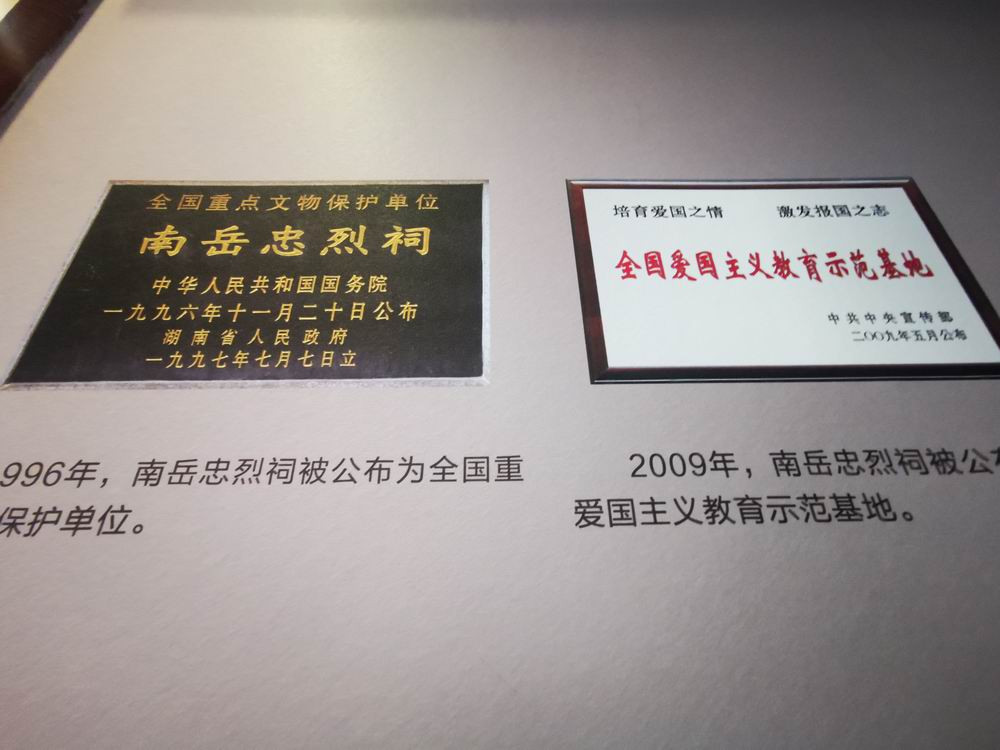 全国重点文物保护单位
南岳忠烈祠
中华人民共和国国务院
一九九六年十一月二十日公布
湖南省人民政府
一九九七年七月七日立
培育爱国之情 激发报国之志
全国爱国主义教育示范基地
中共中央宣传部
二〇〇九年五月公布
996年，南岳忠烈祠被公布为全国重
保护单位。
2009年，南岳忠烈祠被公布
爱国主义教育示范基地。